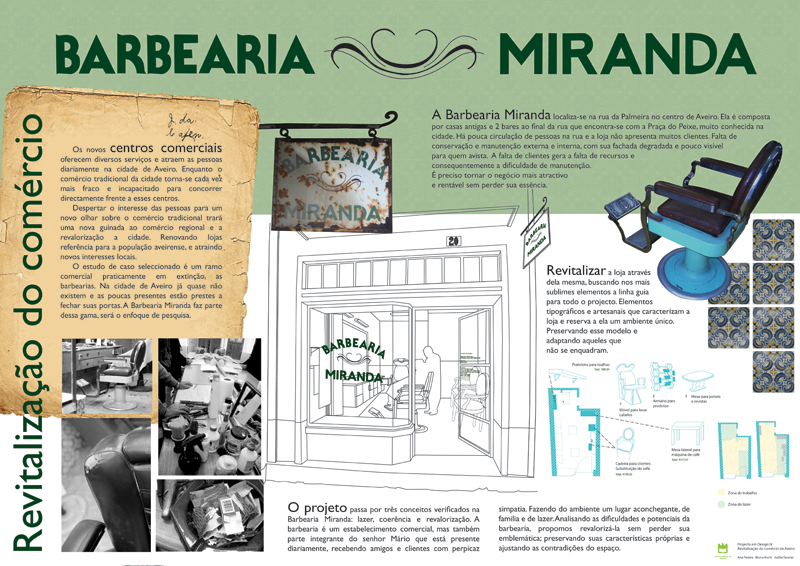 BARBEARIA MIRANDA
Revitalização do comércio
Os novos centros comerciais
oferecem diversos serviços e atraem as pessoas
diariamente na cidade de Aveiro. Enquanto o
comércio tradicional da cidade torna-se cada vez
mais fraco e incapacitado para concorrer
directamente frente a esses centros.
Despertar o interesse das pessoas para um
novo olhar sobre o comércio tradicional trará
uma nova guinada ao comércio regional e a
revalorização a cidade. Renovando lojas
referência para a população aveirense, e atraindo
novos interesses locais.
O estudo de caso seleccionado é um ramo
comercial praticamente em extinção, as
barbearias. Na cidade de Aveiro já quase não
existem e as poucas presentes estão prestes a
fechar suas portas. A Barbearia Miranda faz parte
dessa gama, será o enfoque de pesquisa.
BARBEARIA
MIRANDA
A Barbearia Miranda localiza-se na rua da Palmeira no centro de Aveiro. Ela é composta
por casas antigas e 2 bares ao final da rua que encontra-se com a Praça do Peixe, muito conhecida na
cidade. Há pouca circulação de pessoas na rua e a loja não apresenta muitos clientes. Falta de
conservação e manutenção externa e interna, com sua fachada degradada e pouco visível
para quem avista. A falta de clientes gera a falta de recursos e
consequentemente a dificuldade de manutenção.
É preciso tornar o negócio mais atractivo
e rentável sem perder sua essência.
20
BARBEARIA
MIRANDA
BARBEARIA
MIRANDA
Revitalizar a loja através
dela mesma, buscando nos mais
sublimes elementos a linha guia
para todo o projecto. Elementos
tipográficos e artesanais que caracterizam a
loja e reserva a ela um ambiente único.
Preservando esse modelo e
adaptando aqueles que
não se enquadram.
Prateleira para toalhas
Móvel para lavar
cabelos
Armário para
produtos
Mesa para jornais
e revistas
Cadeira para clientes
(substituição do sofá)
Mesa lateral para
máquina de café
Zona de trabalho
Zona de lazer
O projeto passa por três conceitos verificados na
Barbearia Miranda: lazer, coerência e revalorização. A
barbearia é um estabelecimento comercial, mas também
parte integrante do senhor Mário que está presente
diariamente, recebendo amigos e clientes com perpicaz
simpatia. Fazendo do ambiente um lugar aconchegante, de
família e de lazer. Analisando as dificuldades e potenciais da
barbearia, propomos revalorizá-la sem perder sua
emblemática; preservando suas características próprias e
ajustando as contradições do espaço.
Projecto em Design IV
Revitalização do comércio de Aveiro